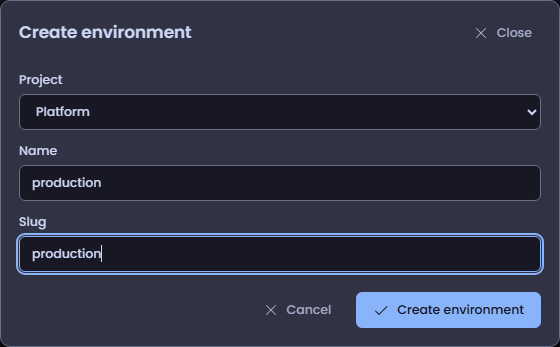 Create environment
Close
Project
Platform
Name
production
Slug
production
Cancel
Create environment